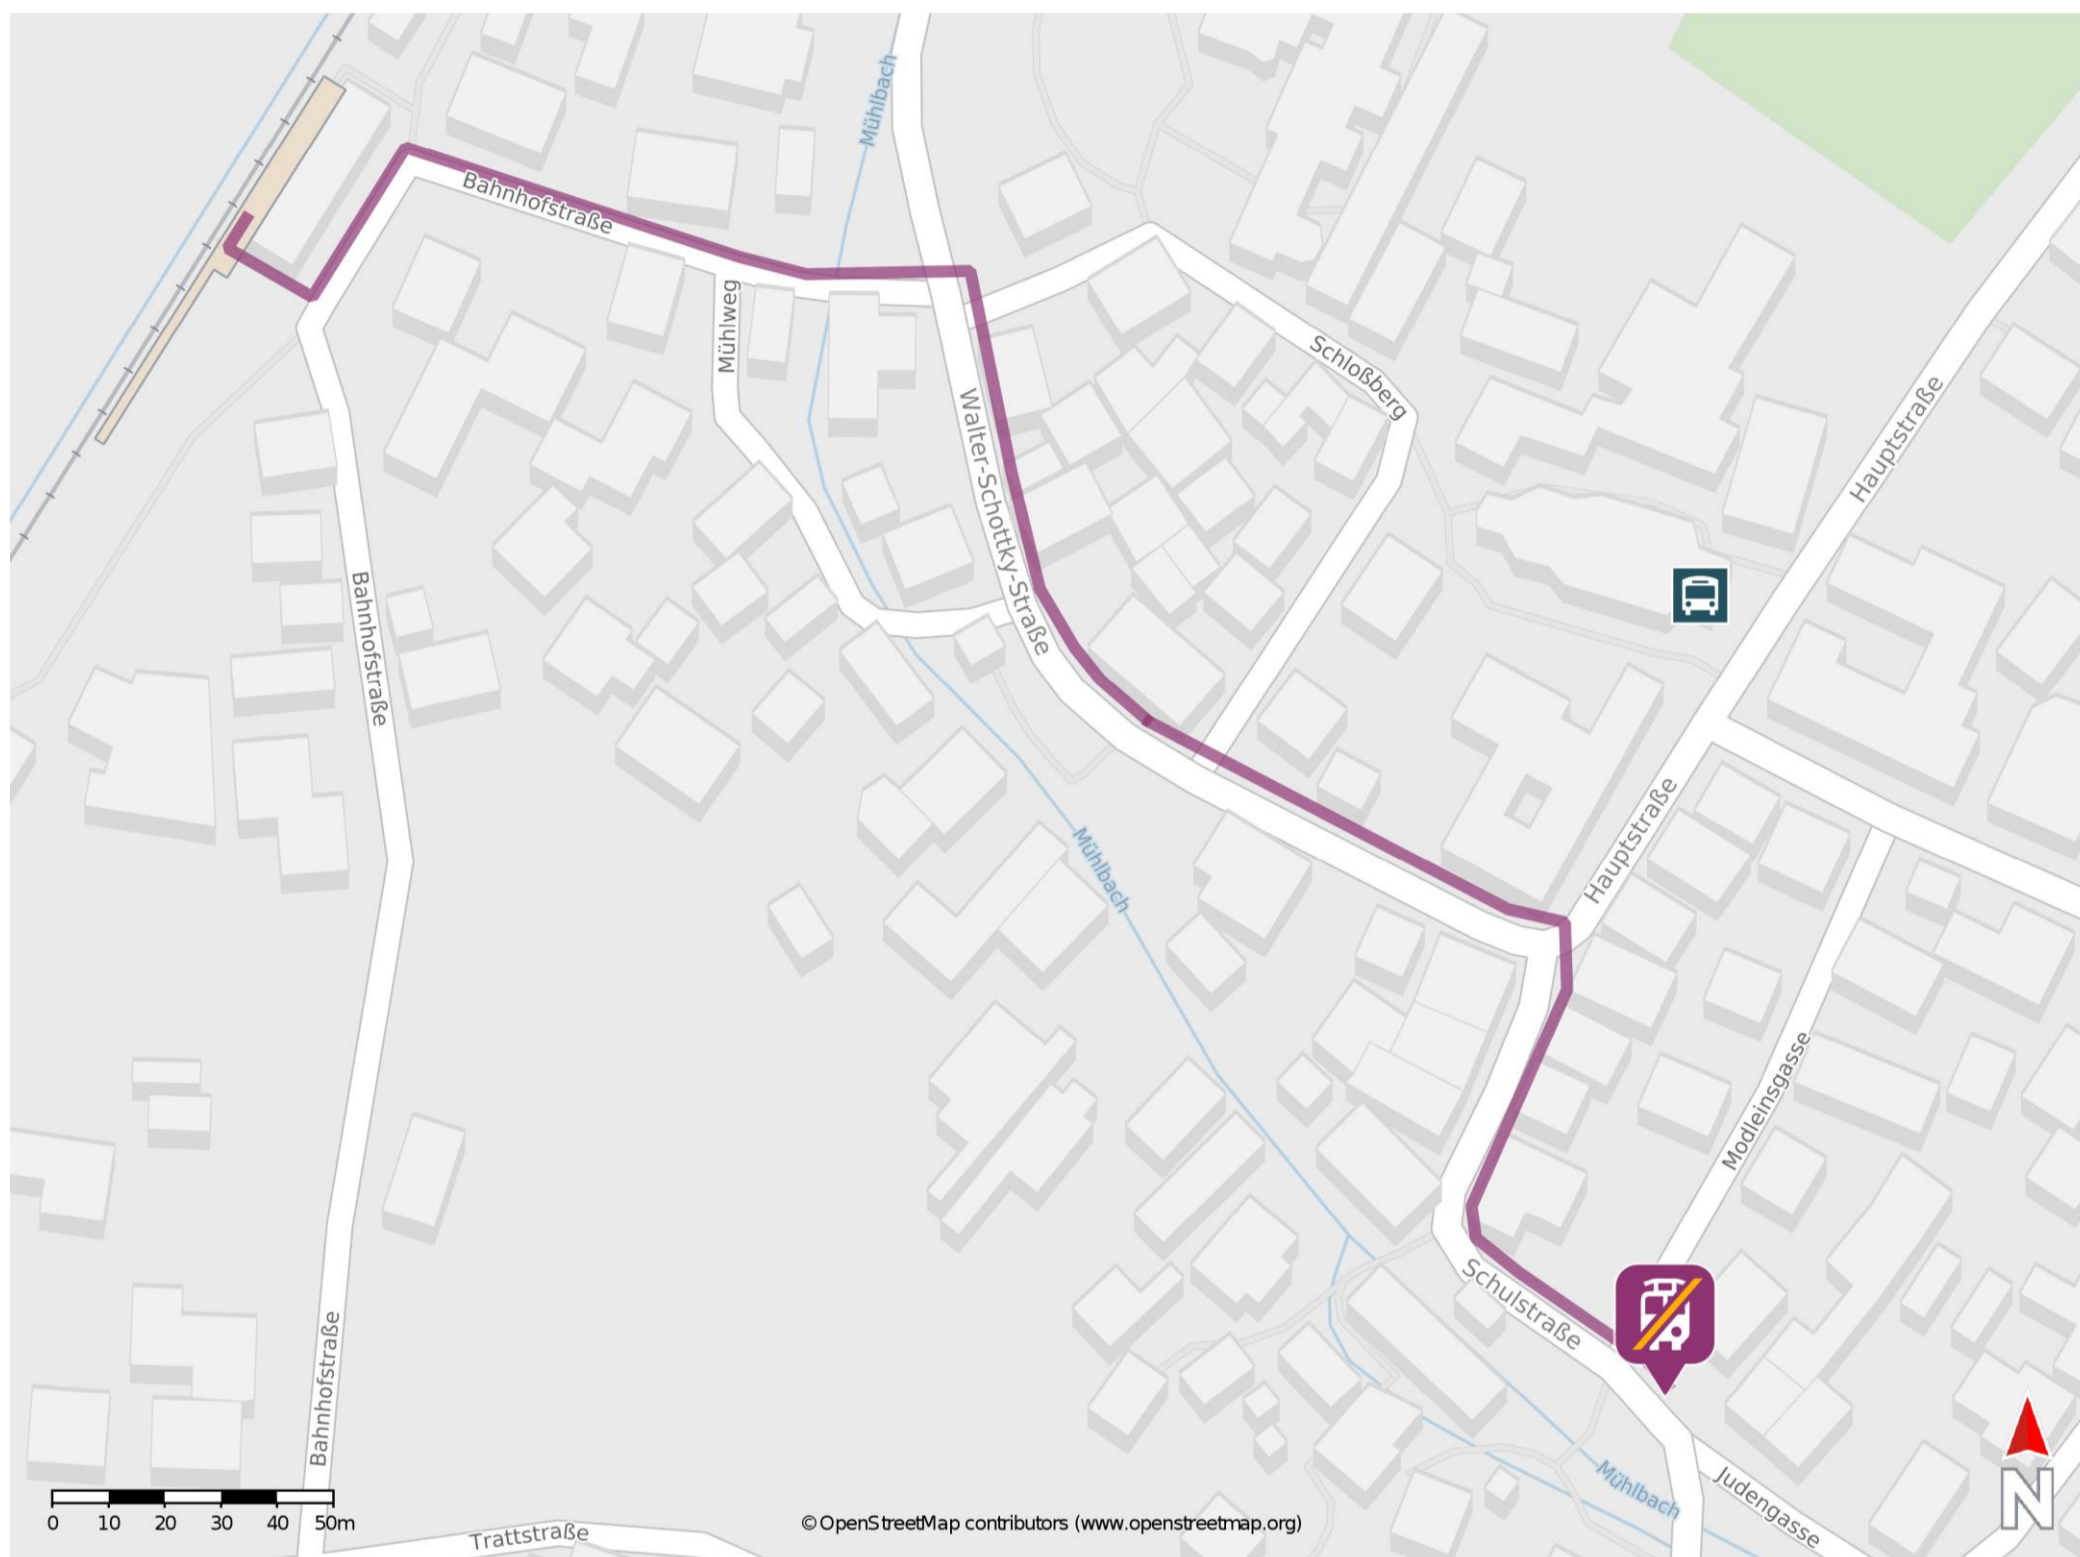 Mühlbach
Bahnhofstraße
Mühlweg
Schloßberg
Hauptstraße
Walter-Schottky-Straße
Bahnhofstraße
Hauptstraße
Mühlbach
Modleinsgasse
Schulstraße
Bahnhofstraße
Mühlbach
Judengasse
N
0 10 20 30 40 50m
Trattstraße
© OpenStreetMap contributors (www.openstreetmap.org)